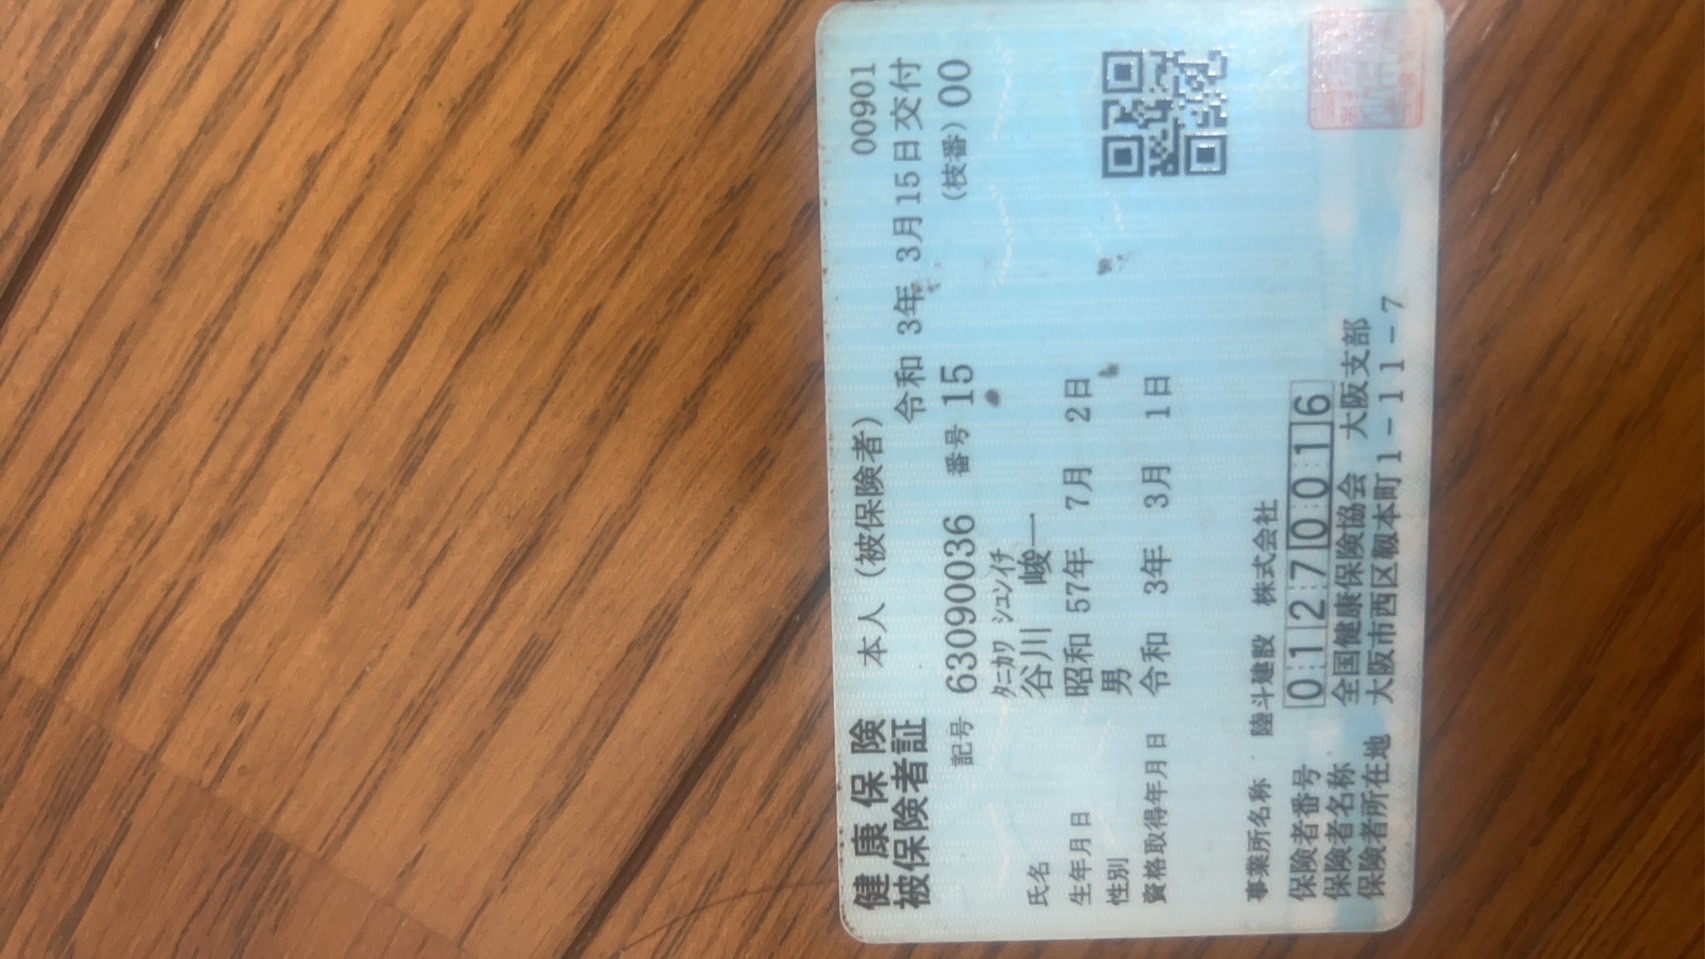 健康保険 本人（被保険者） 00901
被保険者証 令和 3年 3月15日交付
記号 63090036 番号 15 (枝番) 00
ﾀﾆｶﾜ ｼﾕﾝｲﾁ
氏名 谷川 峻一
生年月日 昭和 57年 7月 2日
性別 男
資格取得年月日 令和 3年 3月 1日
事業所名称 陸斗建設 株式会社
保険者番号 01270016
保険者名称 全国健康保険協会 大阪支部
保険者所在地 大阪市西区靱本町1-11-7